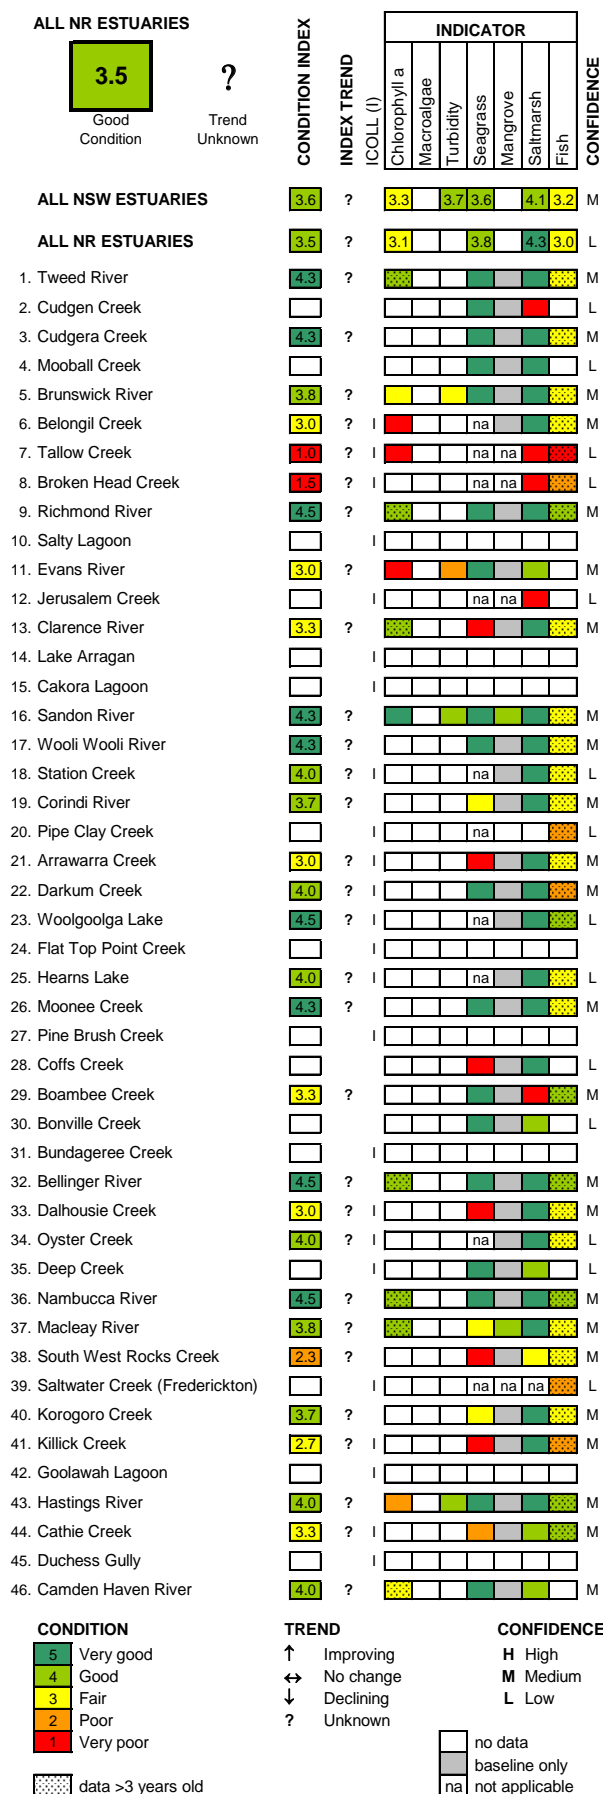 ALL NR ESTUARIES
3.5
Good
Condition
?
Trend
Unknown
CONDITION INDEX
INDEX TREND
ICOLL (I)
INDICATOR
Chlorophyll a
Macroalgae
Turbidity
Seagrass
Mangrove
Saltmarsh
Fish
CONFIDENCE
ALL NSW ESTUARIES 3.6 ? 3.3 3.7 3.6 4.1 3.2 M
ALL NR ESTUARIES 3.5 ? 3.1 3.8 4.3 3.0 L
1. Tweed River 4.3 ? M
2. Cudgen Creek L
3. Cudgera Creek 4.3 ? M
4. Mooball Creek L
5. Brunswick River 3.8 ? M
6. Belongil Creek 3.0 ? I na M
7. Tallow Creek 1.0 ? I na na L
8. Broken Head Creek 1.5 ? I na na L
9. Richmond River 4.5 ? M
10. Salty Lagoon I
11. Evans River 3.0 ? M
12. Jerusalem Creek I na na L
13. Clarence River 3.3 ? M
14. Lake Arragan I
15. Cakora Lagoon I
16. Sandon River 4.3 ? M
17. Wooli Wooli River 4.3 ? M
18. Station Creek 4.0 ? I na L
19. Corindi River 3.7 ? M
20. Pipe Clay Creek I na L
21. Arrawarra Creek 3.0 ? I M
22. Darkum Creek 4.0 ? I M
23. Woolgoolga Lake 4.5 ? I na L
24. Flat Top Point Creek I
25. Hearns Lake 4.0 ? I na L
26. Moonee Creek 4.3 ? M
27. Pine Brush Creek I
28. Coffs Creek L
29. Boambee Creek 3.3 ? M
30. Bonville Creek L
31. Bundageree Creek I
32. Bellinger River 4.5 ? M
33. Dalhousie Creek 3.0 ? I M
34. Oyster Creek 4.0 ? I na L
35. Deep Creek I L
36. Nambucca River 4.5 ? M
37. Macleay River 3.8 ? M
38. South West Rocks Creek 2.3 ? M
39. Saltwater Creek (Frederickton) I na na na L
40. Korogoro Creek 3.7 ? M
41. Killick Creek 2.7 ? I M
42. Goolawah Lagoon I
43. Hastings River 4.0 ? M
44. Cathie Creek 3.3 ? I M
45. Duchess Gully I
46. Camden Haven River 4.0 ? M
CONDITION
5 Very good
4 Good
3 Fair
2 Poor
1 Very poor
data >3 years old
TREND
↑ Improving
↔ No change
↓ Declining
? Unknown
CONFIDENCE
H High
M Medium
L Low
no data
baseline only
na not applicable